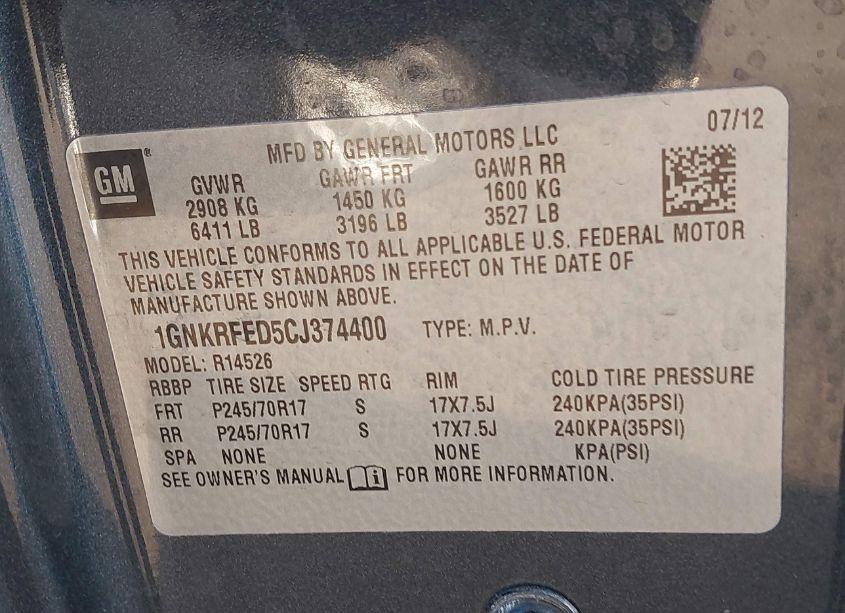 07/12
MFD BY GENERAL MOTORS LLC
GM®
GVWR GAWR FRT GAWR RR
2908 KG 1450 KG 1600 KG
6411 LB 3196 LB 3527 LB
THIS VEHICLE CONFORMS TO ALL APPLICABLE U.S. FEDERAL MOTOR
VEHICLE SAFETY STANDARDS IN EFFECT ON THE DATE OF
MANUFACTURE SHOWN ABOVE.
1GNKRFED5CJ374400 TYPE: M.P.V.
MODEL: R14526
RBBP TIRE SIZE SPEED RTG RIM COLD TIRE PRESSURE
FRT P245/70R17 S 17X7.5J 240KPA(35PSI)
RR P245/70R17 S 17X7.5J 240KPA(35PSI)
SPA NONE NONE KPA(PSI)
SEE OWNER'S MANUAL FOR MORE INFORMATION.